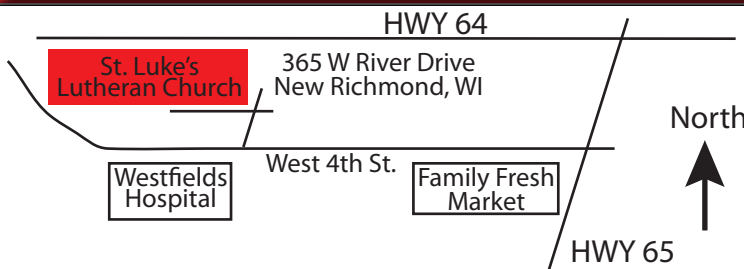 HWY 64
St. Luke's
Lutheran Church
365 W River Drive
New Richmond, WI
North
West 4th St.
Westfields
Hospital
Family Fresh
Market
HWY 65